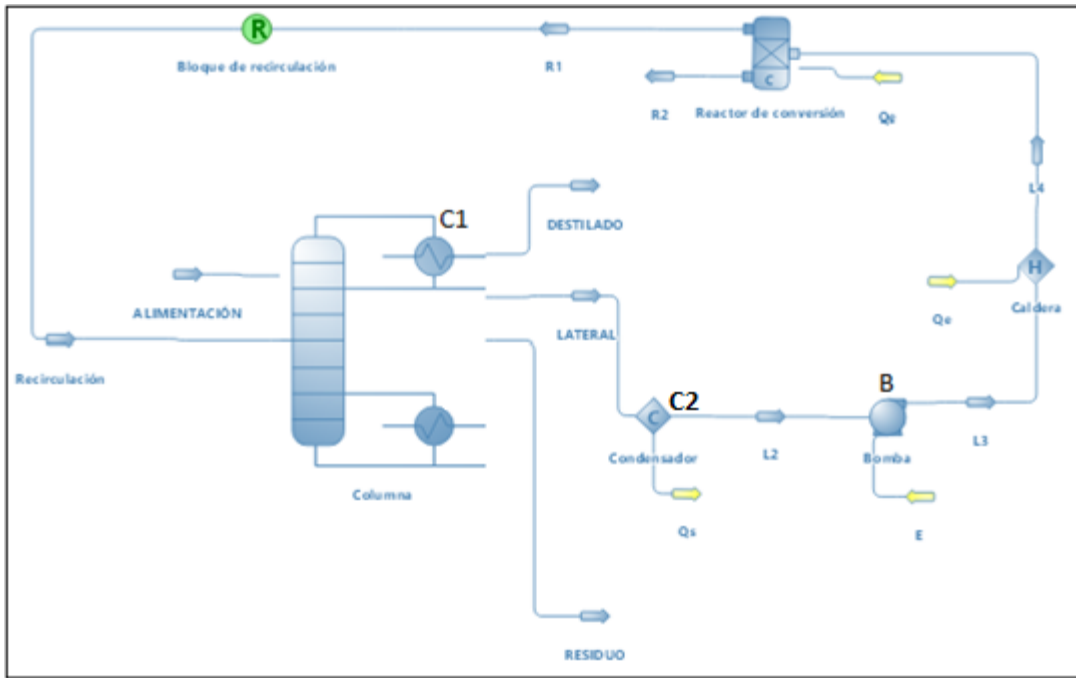 R
Bloque de recirculación
R1
R2
C
Reactor de conversión
Qe
L4
C1
DESTILADO
ALIMENTACIÓN
H
LATERAL
Qe
Caldera
Recirculación
C
C2
B
Condensador
L2
Bomba
L3
Columna
Qs
E
RESIDUO